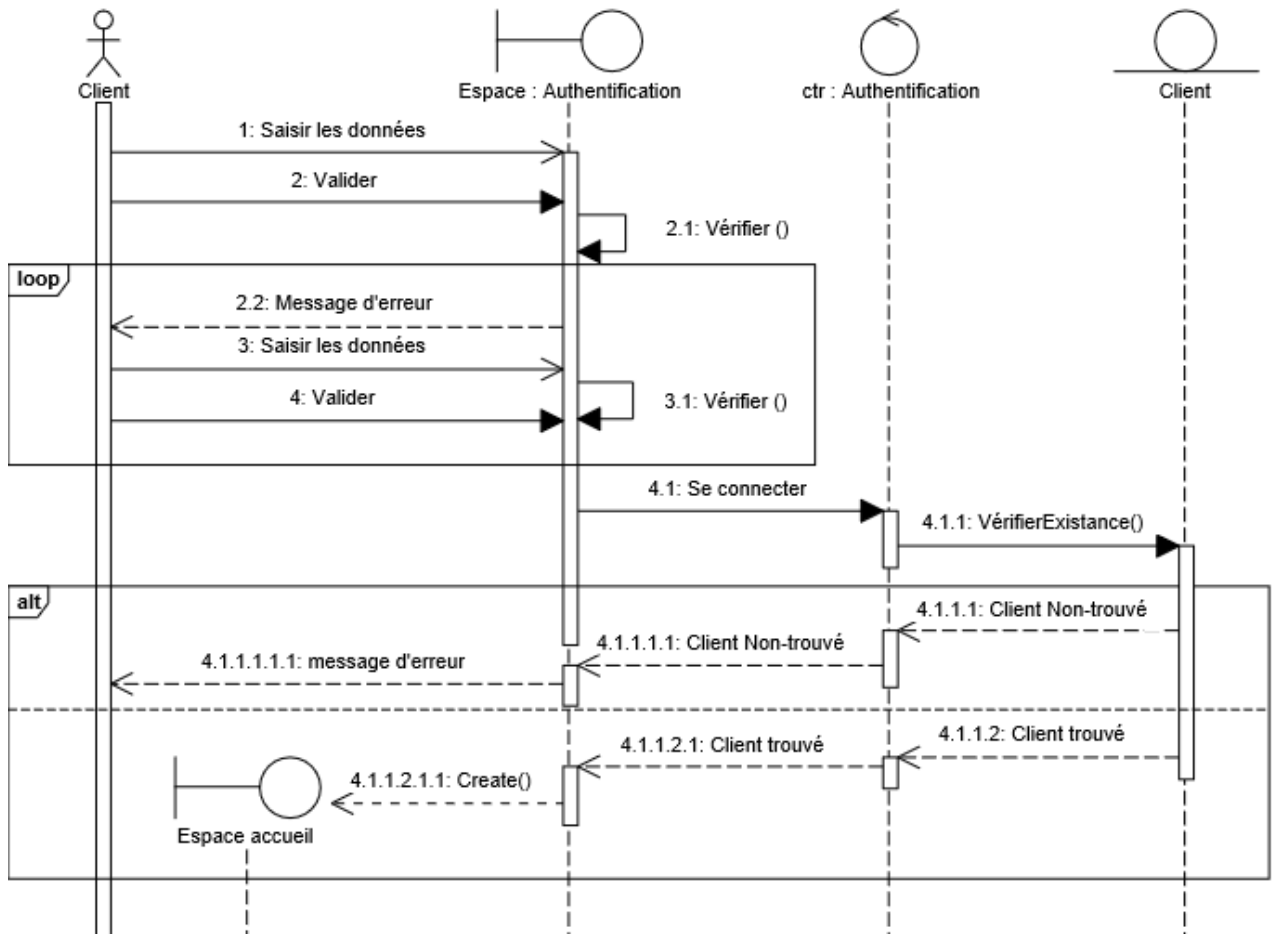 Client
Espace : Authentification
ctr : Authentification
Client
1: Saisir les données
2: Valider
2.1: Vérifier ()
loop
2.2: Message d'erreur
3: Saisir les données
4: Valider
3.1: Vérifier ()
4.1: Se connecter
4.1.1: VérifierExistance()
alt
4.1.1.1: Client Non-trouvé
4.1.1.1.1: Client Non-trouvé
4.1.1.1.1.1: message d'erreur
4.1.1.2: Client trouvé
4.1.1.2.1: Client trouvé
4.1.1.2.1.1: Create()
Espace accueil